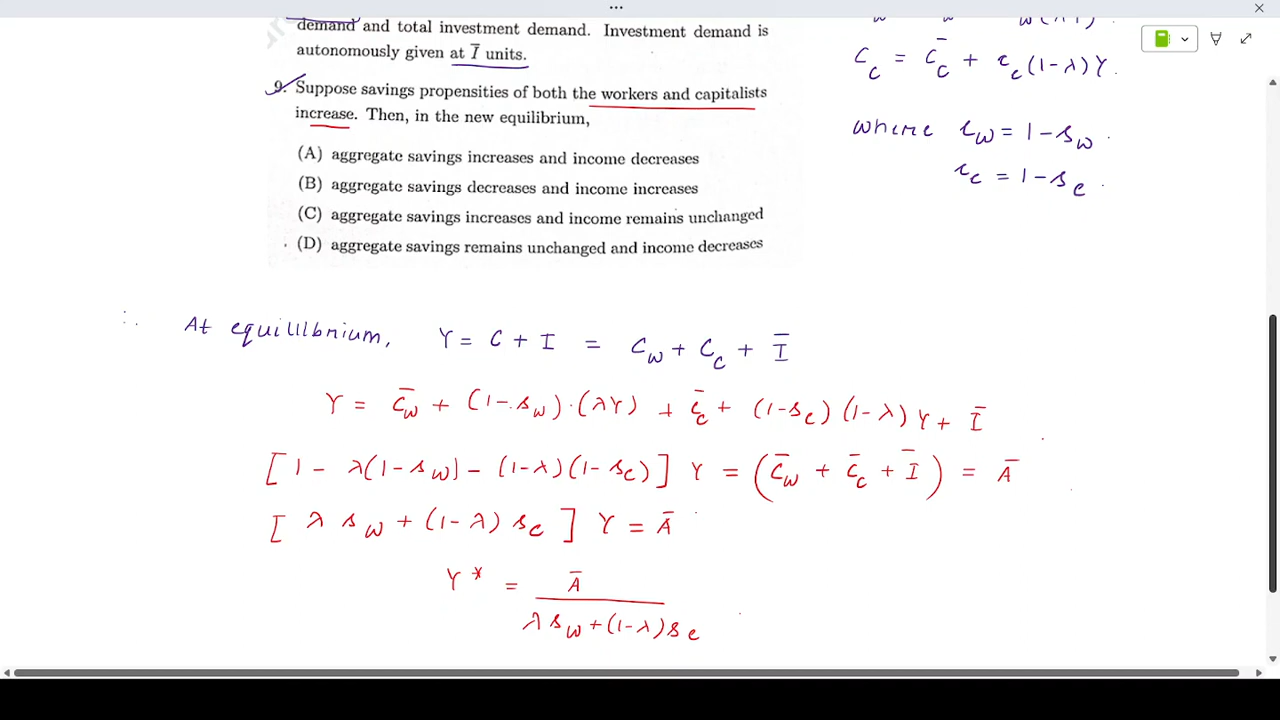 demand and total investment demand. Investment demand is
autonomously given at Ī units.
9. Suppose savings propensities of both the workers and capitalists
increase. Then, in the new equilibrium,
(A) aggregate savings increases and income decreases
(B) aggregate savings decreases and income increases
(C) aggregate savings increases and income remains unchanged
(D) aggregate savings remains unchanged and income decreases
C_c = C̄_c + c_c(1-λ)Y.
where c_w = 1-s_w.
c_c = 1-s_c.
∴ At equilibrium, Y = C + I = C_w + C_c + Ī
Y = C̄_w + (1-s_w).(λY) + C̄_c + (1-s_c)(1-λ)Y + Ī
[1 - λ(1-s_w) - (1-λ)(1-s_c)] Y = (C̄_w + C̄_c + Ī) = Ā
[λ s_w + (1-λ) s_c] Y = Ā
Y* = Ā / λ s_w + (1-λ) s_c